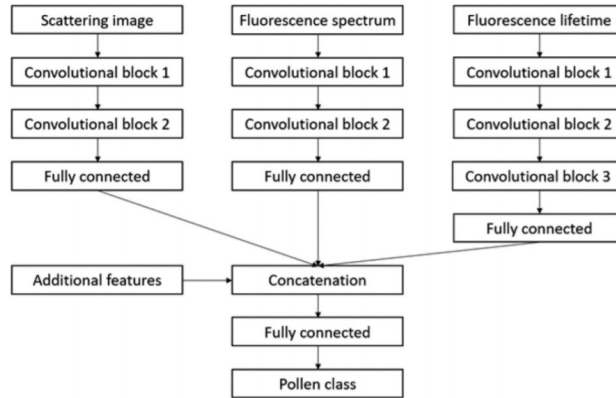 Scattering image
Fluorescence spectrum
Fluorescence lifetime
Convolutional block 1
Convolutional block 1
Convolutional block 1
Convolutional block 2
Convolutional block 2
Convolutional block 2
Fully connected
Fully connected
Convolutional block 3
Fully connected
Additional features
Concatenation
Fully connected
Pollen class